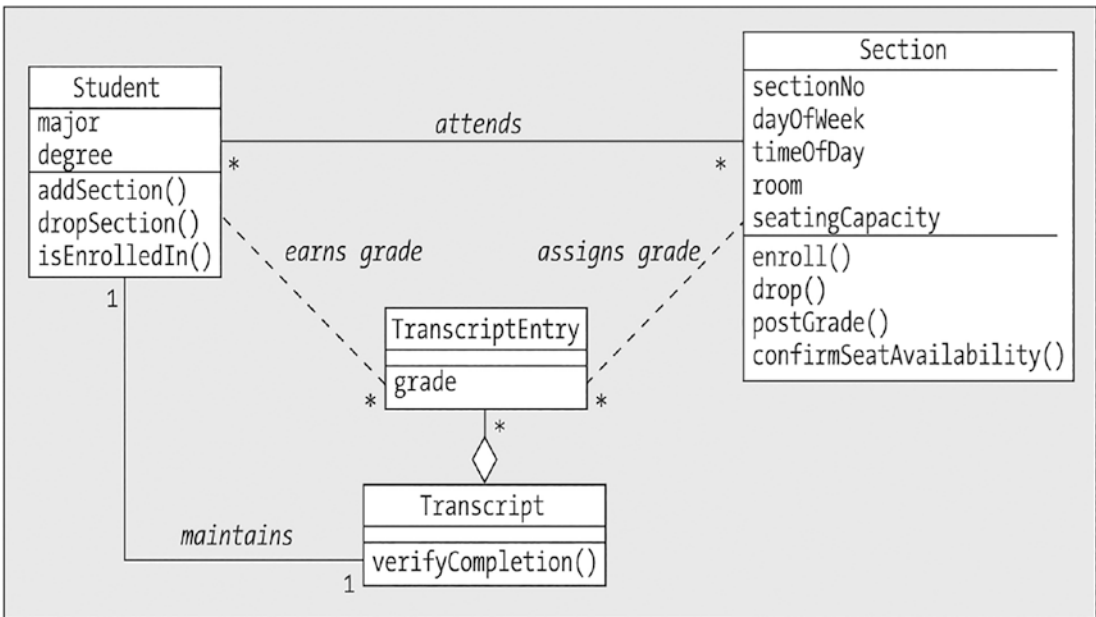 Student
major
degree
addSection()
dropSection()
isEnrolledIn()
1
attends
*
*
Section
sectionNo
dayOfWeek
timeOfDay
room
seatingCapacity
enroll()
drop()
postGrade()
confirmSeatAvailability()
earns grade
assigns grade
TranscriptEntry
grade
*
*
*
Transcript
verifyCompletion()
maintains
1